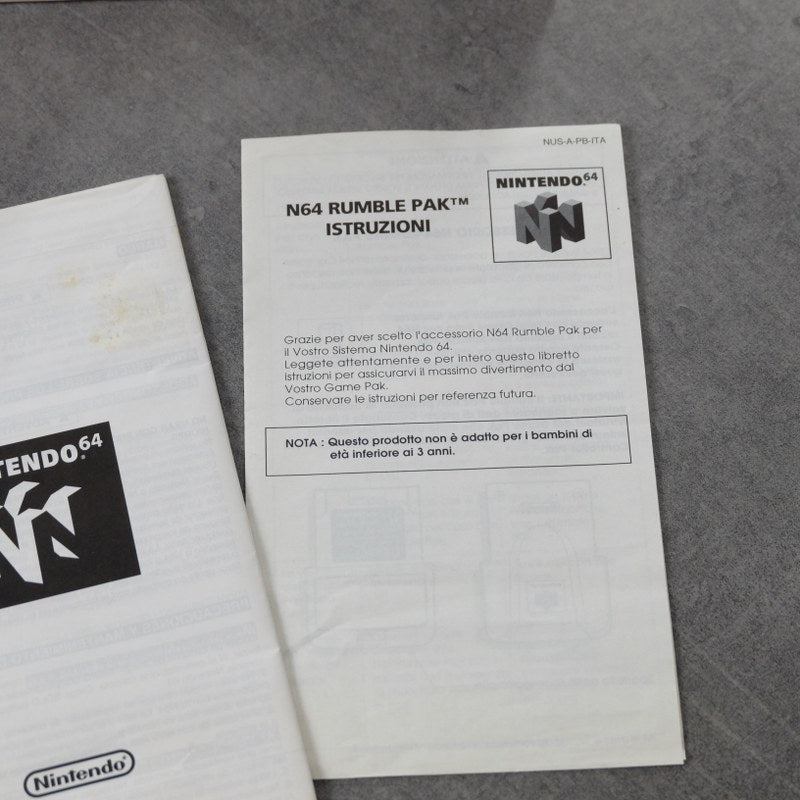 NUS-A-PB-ITA
N64 RUMBLE PAK™
ISTRUZIONI
NINTENDO64
Grazie per aver scelto l'accessorio N64 Rumble Pak per
il Vostro Sistema Nintendo 64.
Leggete attentamente e per intero questo libretto
istruzioni per assicurarvi il massimo divertimento dal
Vostro Game Pak.
Conservare le istruzioni per referenza futura.
NOTA : Questo prodotto non è adatto per i bambini di
età inferiore ai 3 anni.
TENDO64
Nintendo